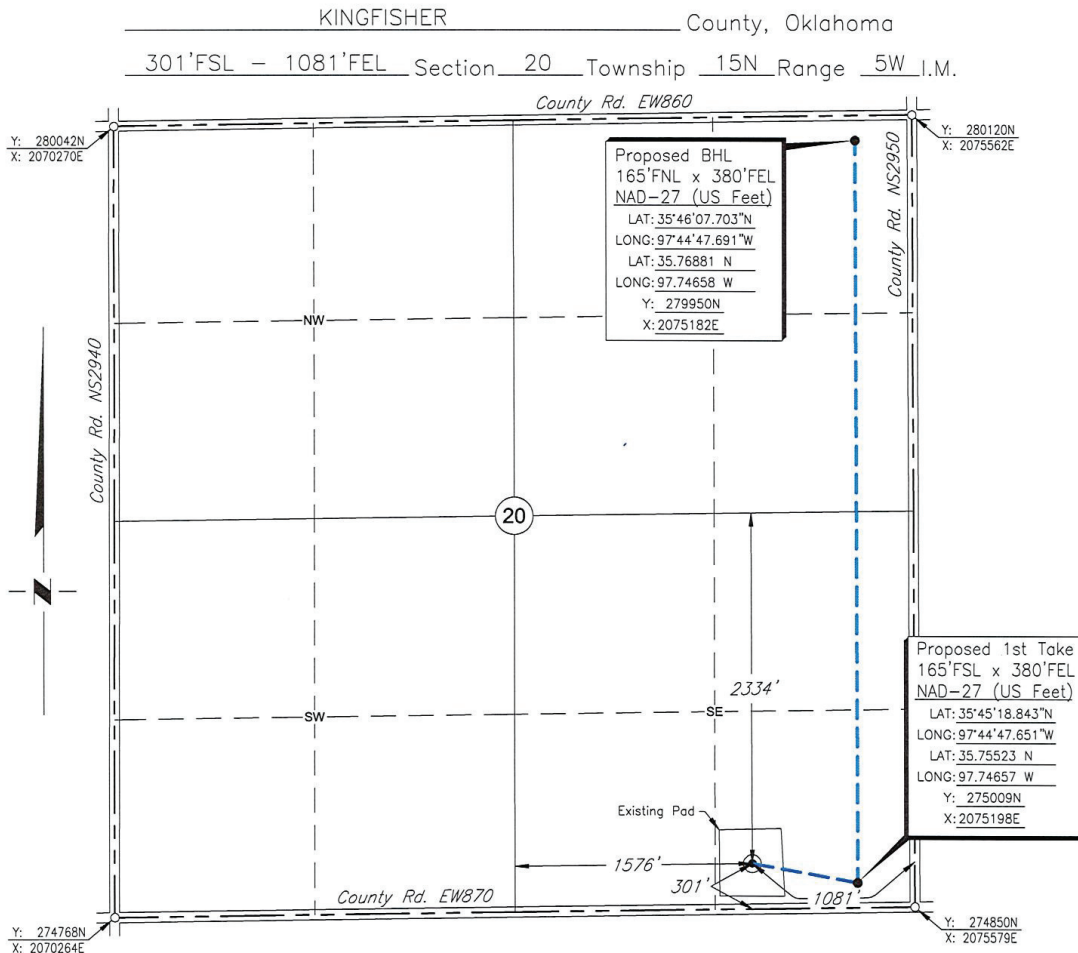 KINGFISHER County, Oklahoma
301'FSL - 1081'FEL Section 20 Township 15N Range 5W I.M.
County Rd. EW860
Y: 280042N
X: 2070270E
Y: 280120N
X: 2075562E
Proposed BHL
165'FNL x 380'FEL
NAD-27 (US Feet)
LAT: 35°46'07.703"N
LONG: 97°44'47.691"W
LAT: 35.76881 N
LONG: 97.74658 W
Y: 279950N
X: 2075182E
County Rd. NS2950
NW
County Rd. NS2940
20
N
2334'
SW
SE
Proposed 1st Take
165'FSL x 380'FEL
NAD-27 (US Feet)
LAT: 35°45'18.843"N
LONG: 97°44'47.651"W
LAT: 35.75523 N
LONG: 97.74657 W
Y: 275009N
X: 2075198E
Existing Pad
1576'
301'
1081'
County Rd. EW870
Y: 274768N
X: 2070264E
Y: 274850N
X: 2075579E